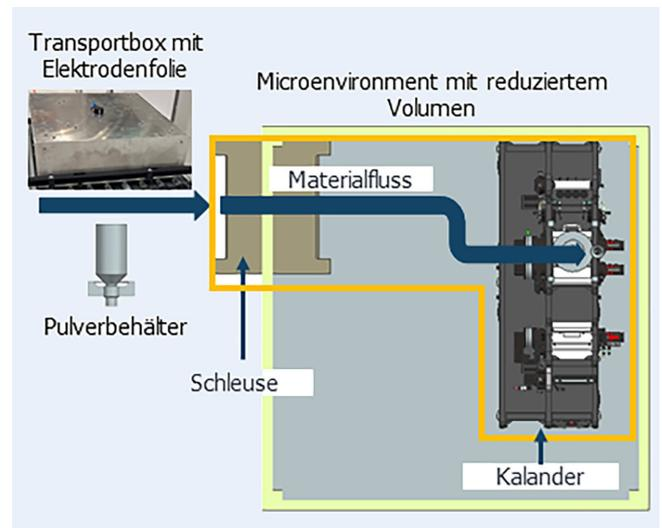 Transportbox mit
Elektrodenfolie
Microenvironment mit reduziertem
Volumen
Materialfluss
Pulverbehälter
Schleuse
Kalander